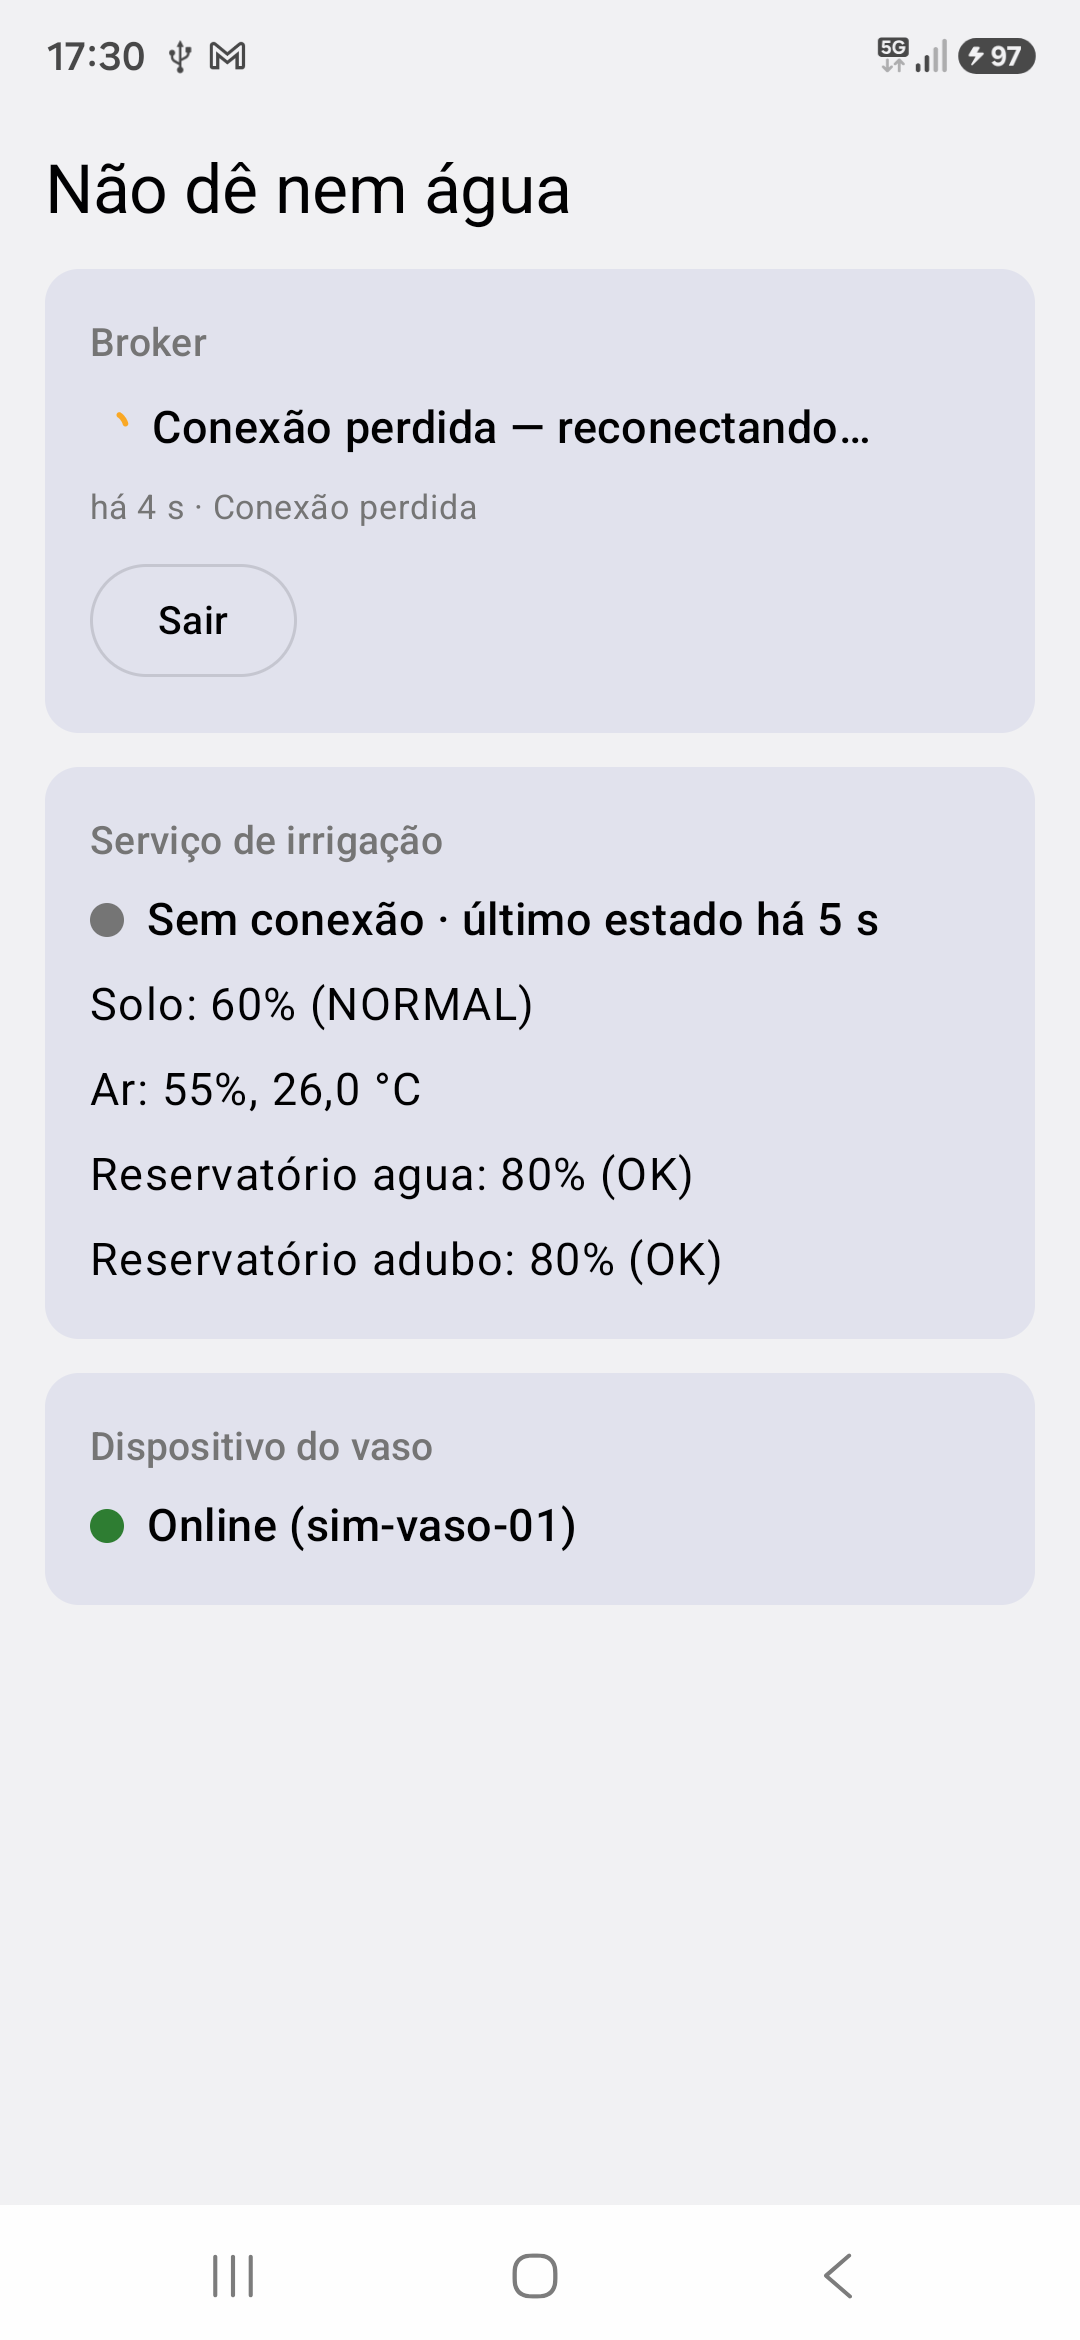 17:30
5G
97
Não dê nem água
Broker
Conexão perdida — reconectando…
há 4 s · Conexão perdida
Sair
Serviço de irrigação
Sem conexão · último estado há 5 s
Solo: 60% (NORMAL)
Ar: 55%, 26,0 °C
Reservatório agua: 80% (OK)
Reservatório adubo: 80% (OK)
Dispositivo do vaso
Online (sim-vaso-01)